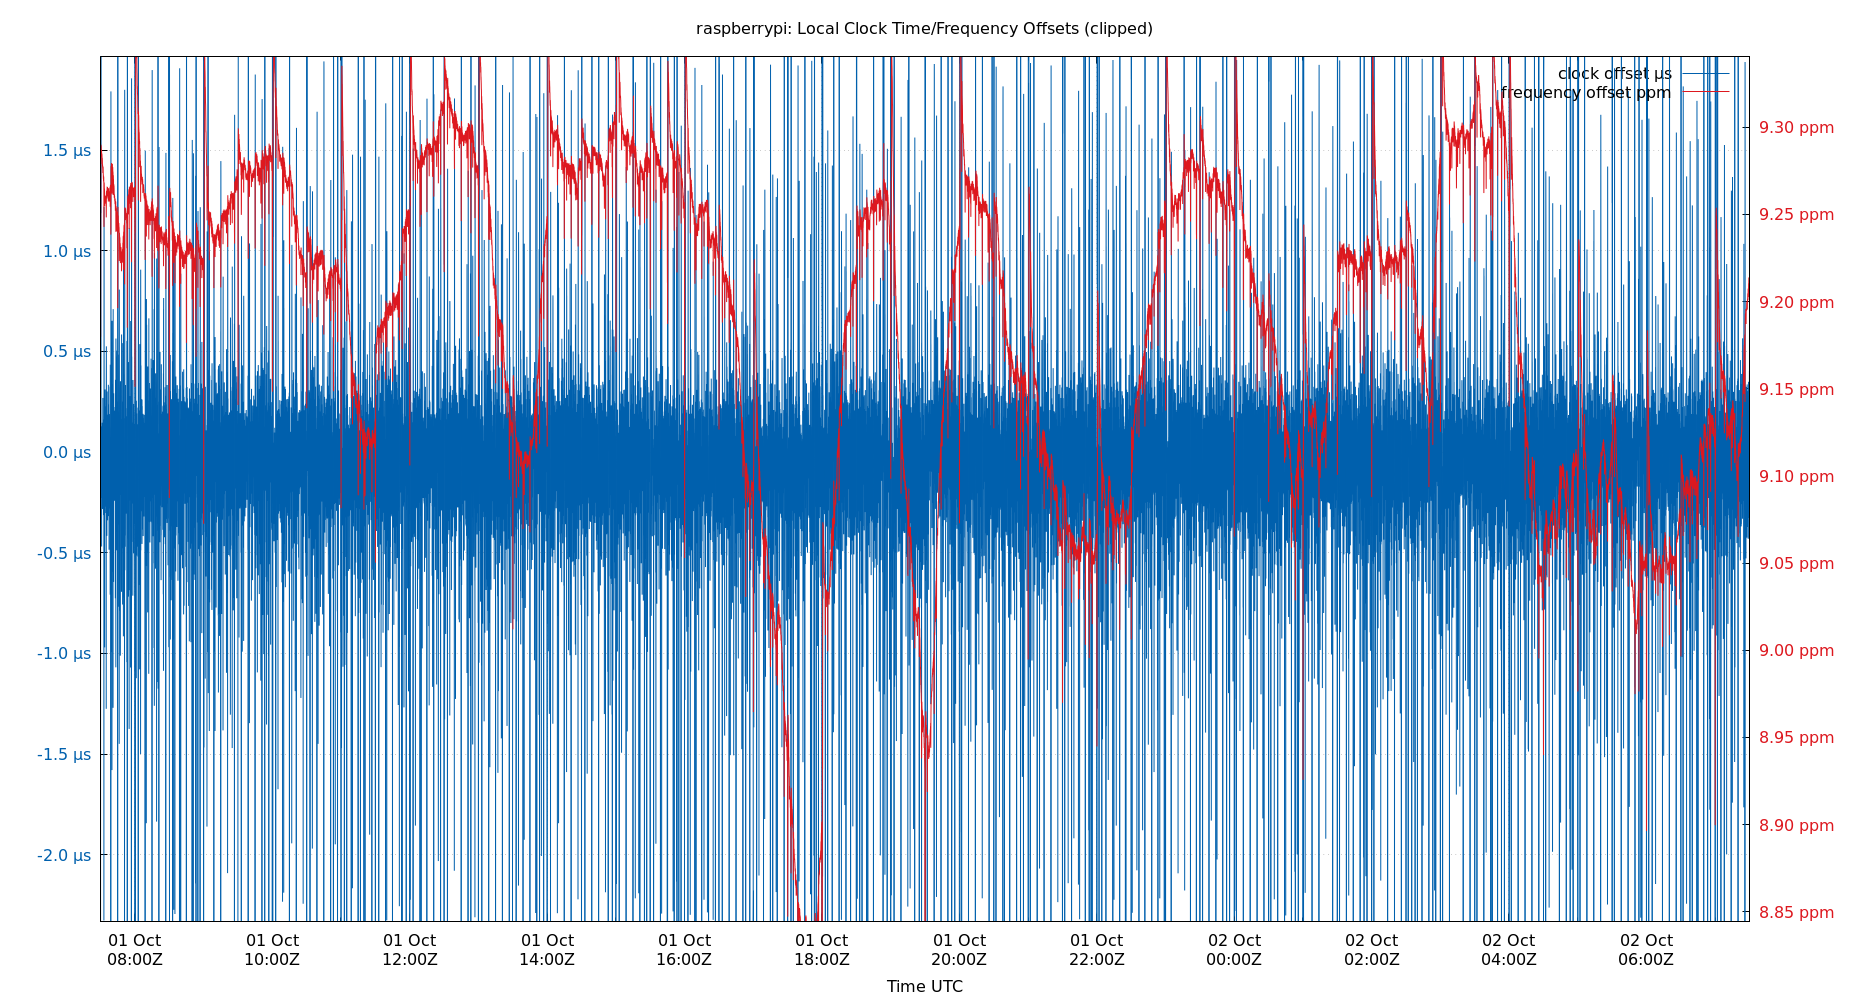 raspberrypi: Local Clock Time/Frequency Offsets (clipped)
clock offset µs
frequency offset ppm
1.5 µs
1.0 µs
0.5 µs
0.0 µs
-0.5 µs
-1.0 µs
-1.5 µs
-2.0 µs
9.30 ppm
9.25 ppm
9.20 ppm
9.15 ppm
9.10 ppm
9.05 ppm
9.00 ppm
8.95 ppm
8.90 ppm
8.85 ppm
01 Oct 01 Oct 01 Oct 01 Oct 01 Oct 01 Oct 01 Oct 01 Oct 02 Oct 02 Oct 02 Oct 02 Oct
08:00Z 10:00Z 12:00Z 14:00Z 16:00Z 18:00Z 20:00Z 22:00Z 00:00Z 02:00Z 04:00Z 06:00Z
Time UTC